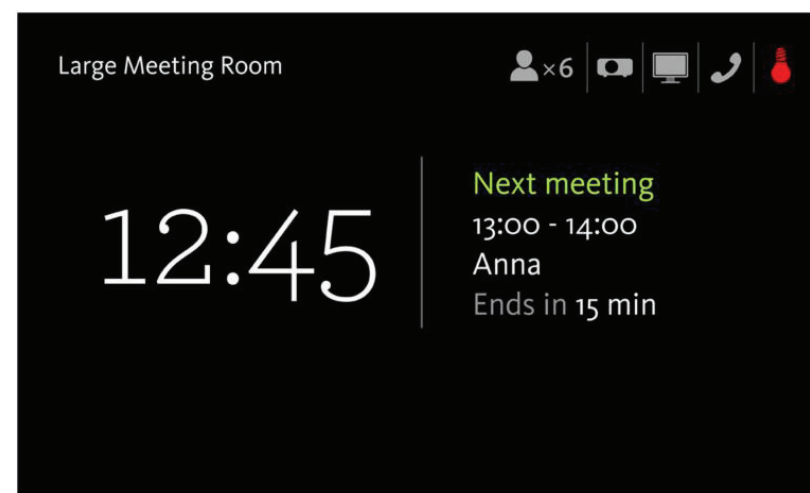 Large Meeting Room
×6
12:45
Next meeting
13:00 - 14:00
Anna
Ends in 15 min